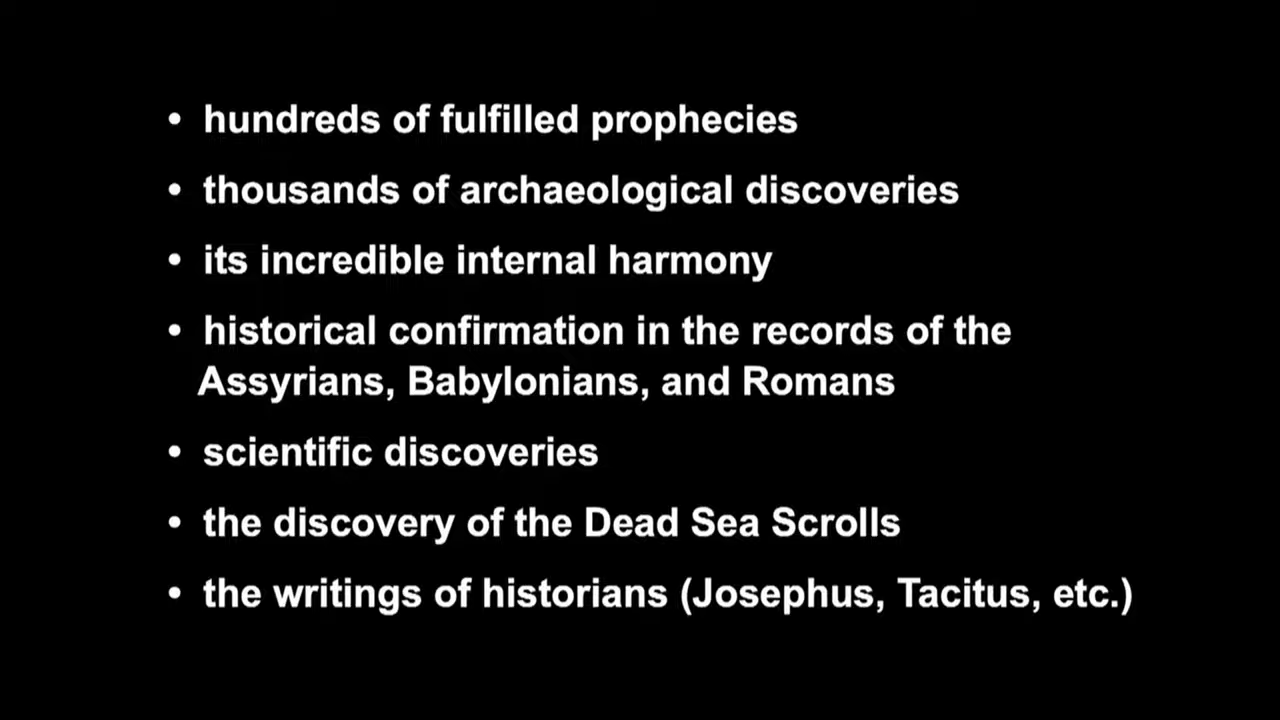 • hundreds of fulfilled prophecies
• thousands of archaeological discoveries
• its incredible internal harmony
• historical confirmation in the records of the
Assyrians, Babylonians, and Romans
• scientific discoveries
• the discovery of the Dead Sea Scrolls
• the writings of historians (Josephus, Tacitus, etc.)